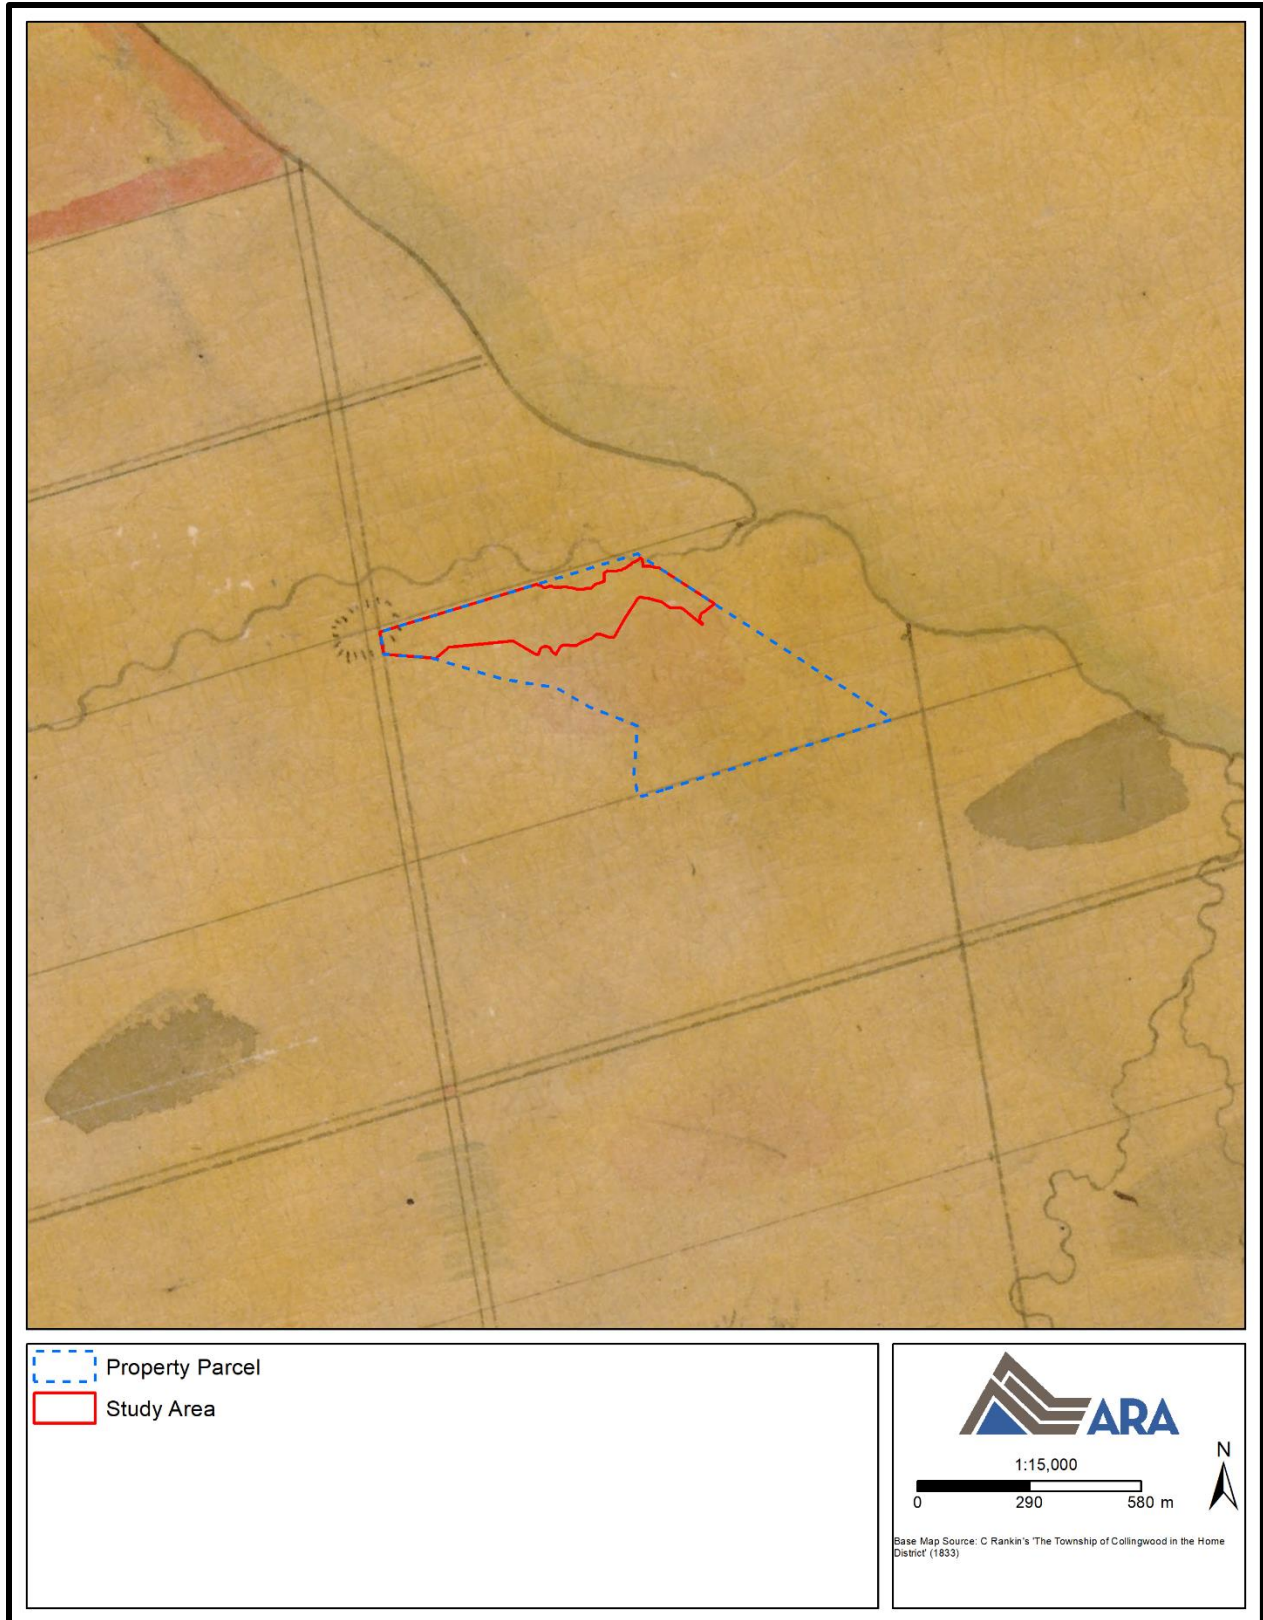 Property Parcel
Study Area
ARA
N
1:15,000
0 290 580 m
Base Map Source: C Rankin's 'The Township of Collingwood in the Home
District' (1833)